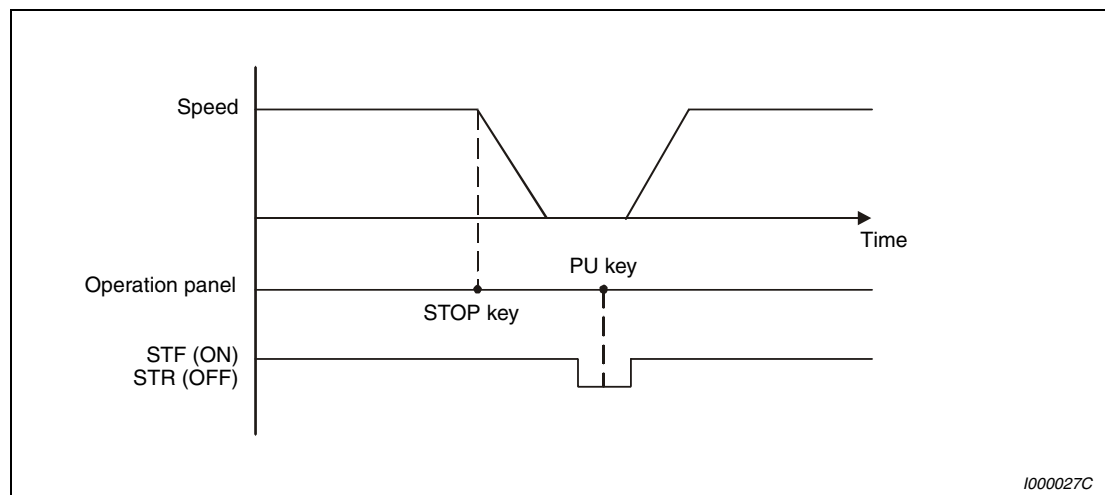 Speed
Time
Operation panel
PU key
STOP key
STF (ON)
STR (OFF)
I000027C